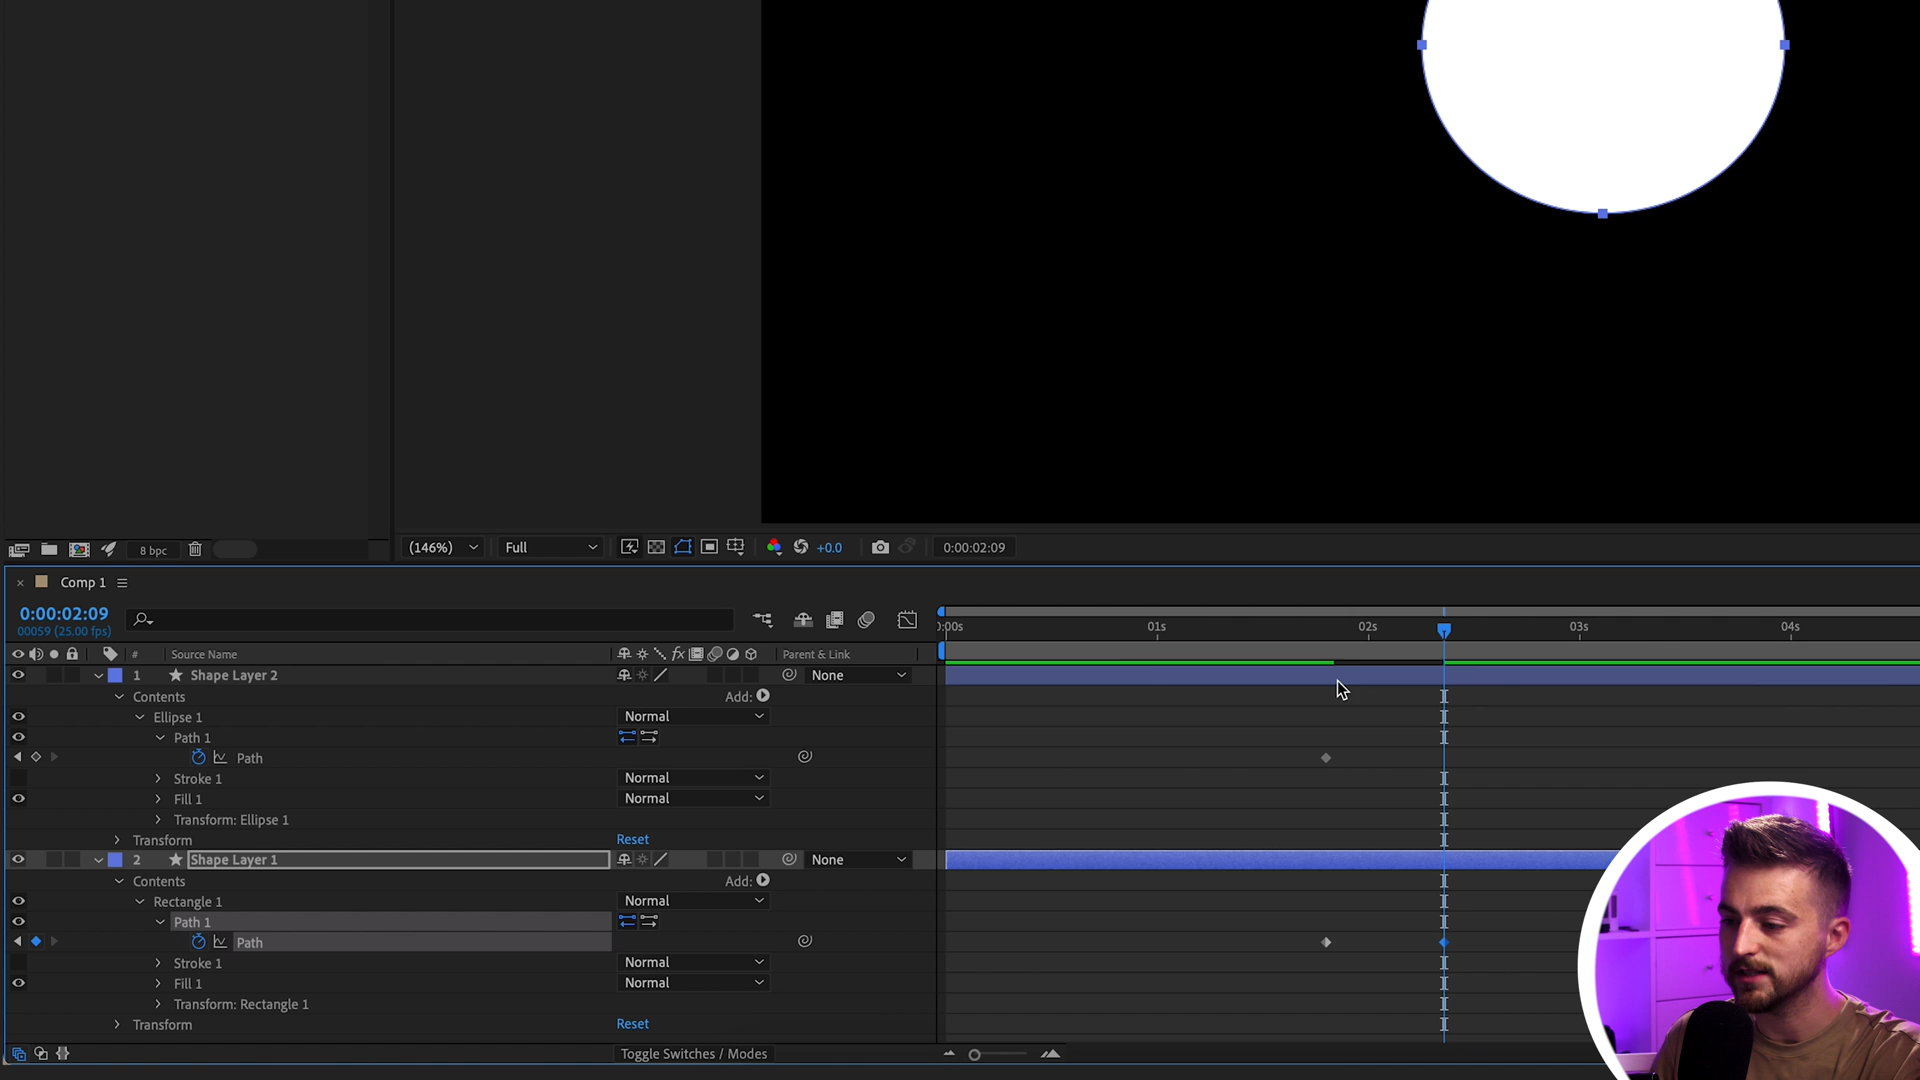 8 bpc
(146%) Full +0.0 0:00:02:09
Comp 1
0:00:02:09
00059 (25.00 fps)
0:00s 01s 02s 03s 04s
# Source Name fx Parent & Link
1 Shape Layer 2 None
Contents Add:
Ellipse 1 Normal
Path 1
Path
Stroke 1 Normal
Fill 1 Normal
Transform: Ellipse 1
Transform Reset
2 Shape Layer 1 None
Contents Add:
Rectangle 1 Normal
Path 1
Path
Stroke 1 Normal
Fill 1 Normal
Transform: Rectangle 1
Transform Reset
Toggle Switches / Modes